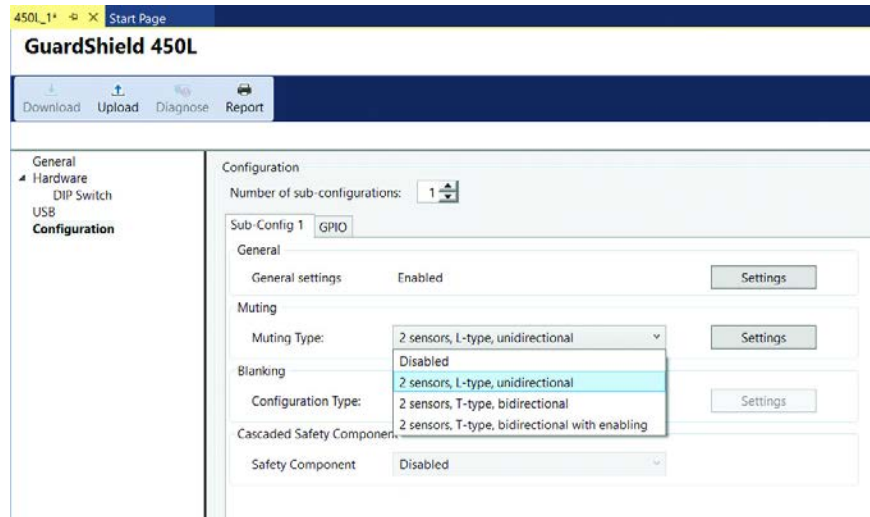 450L_1* Start Page
GuardShield 450L
Download Upload Diagnose Report
General
Hardware
DIP Switch
USB
Configuration
Configuration
Number of sub-configurations: 1
Sub-Config 1 GPIO
General
General settings Enabled Settings
Muting
Muting Type: 2 sensors, L-type, unidirectional Settings
Disabled
2 sensors, L-type, unidirectional
2 sensors, T-type, bidirectional
2 sensors, T-type, bidirectional with enabling
Blanking
Configuration Type: Settings
Cascaded Safety Componen
Safety Component Disabled